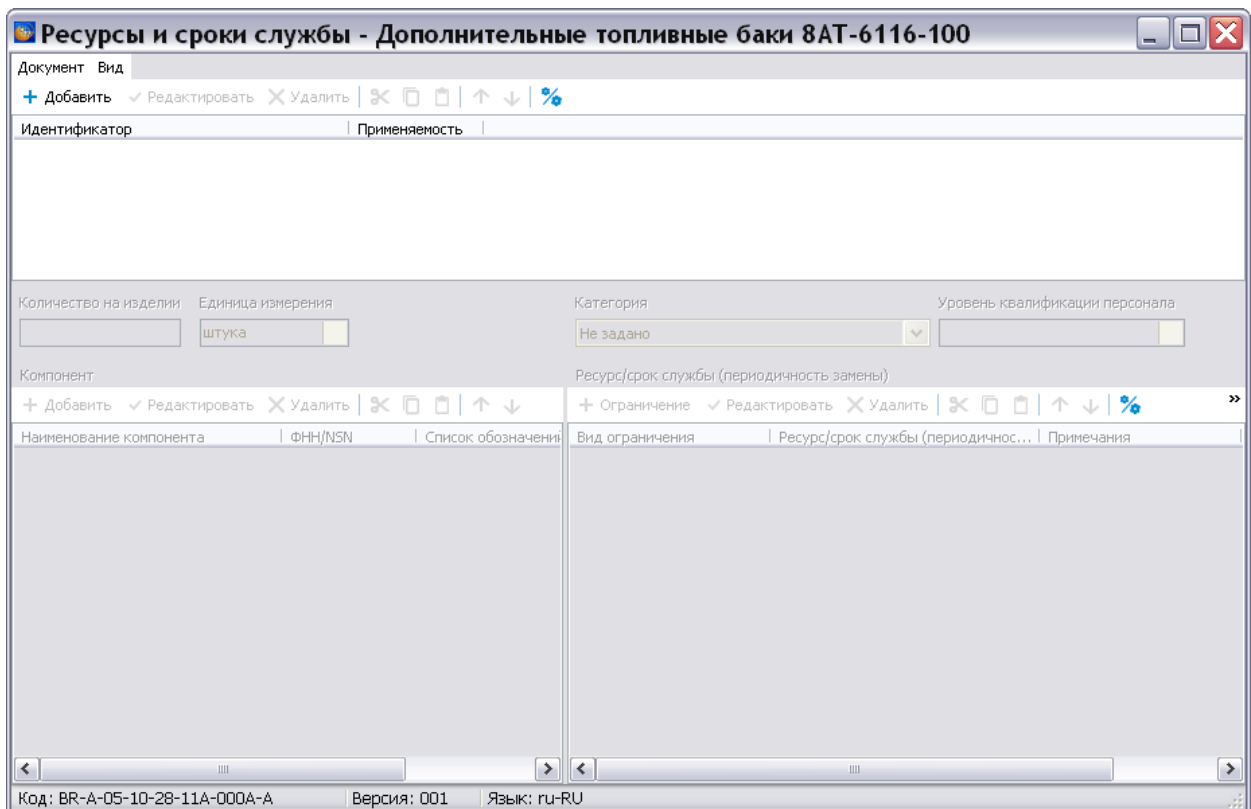 Ресурсы и сроки службы - Дополнительные топливные баки 8АТ-6116-100
Документ Вид
Добавить Редактировать Удалить
Идентификатор Применяемость
Количество на изделии Единица измерения Категория Уровень квалификации персонала
штука Не задано
Компонент Ресурс/срок службы (периодичность замены)
Добавить Редактировать Удалить Ограничение Редактировать Удалить »
Наименование компонента ФНН/NSN Список обозначений Вид ограничения Ресурс/срок службы (периодичнос... Примечания
Код: BR-A-05-10-28-11A-000A-A Версия: 001 Язык: ru-RU